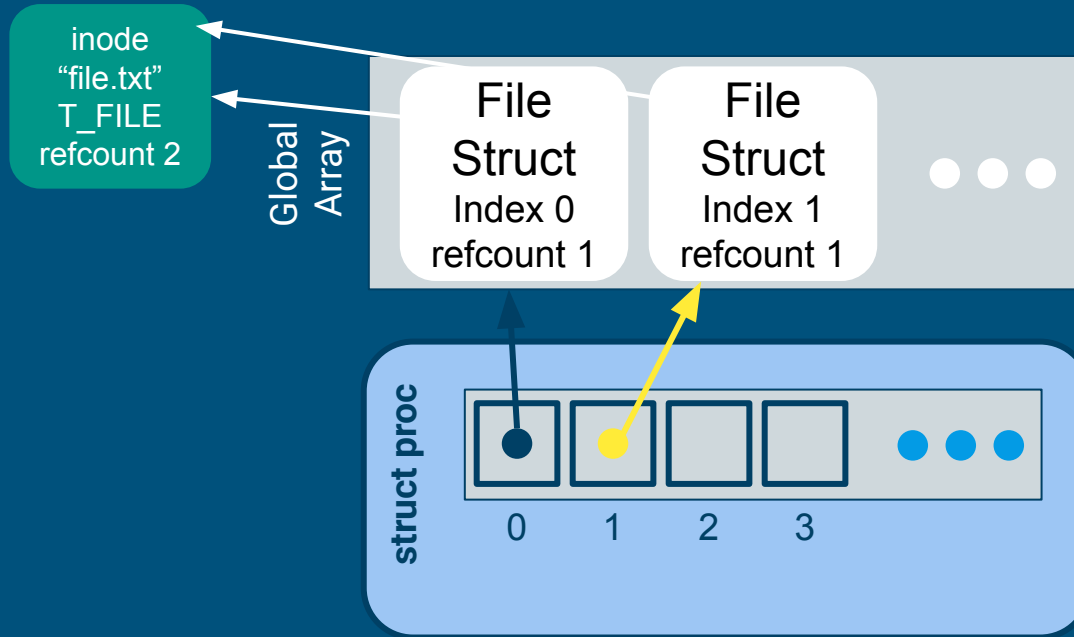 inode
“file.txt”
T_FILE
refcount 2
Global
Array
File
Struct
Index 0
refcount 1
File
Struct
Index 1
refcount 1
struct proc
0
1
2
3